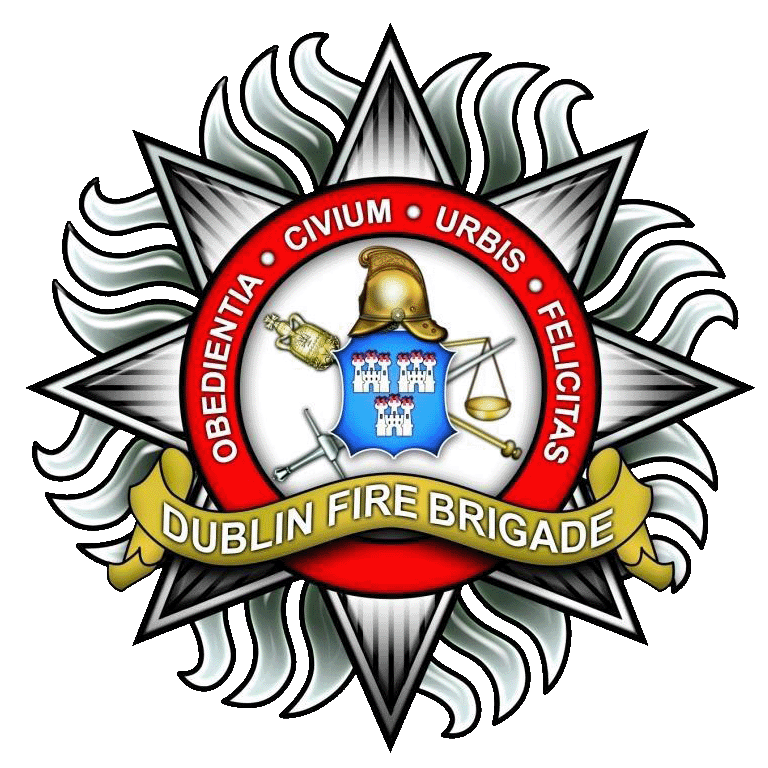 OBEDIENTIA • CIVIUM • URBIS • FELICITAS
DUBLIN FIRE BRIGADE